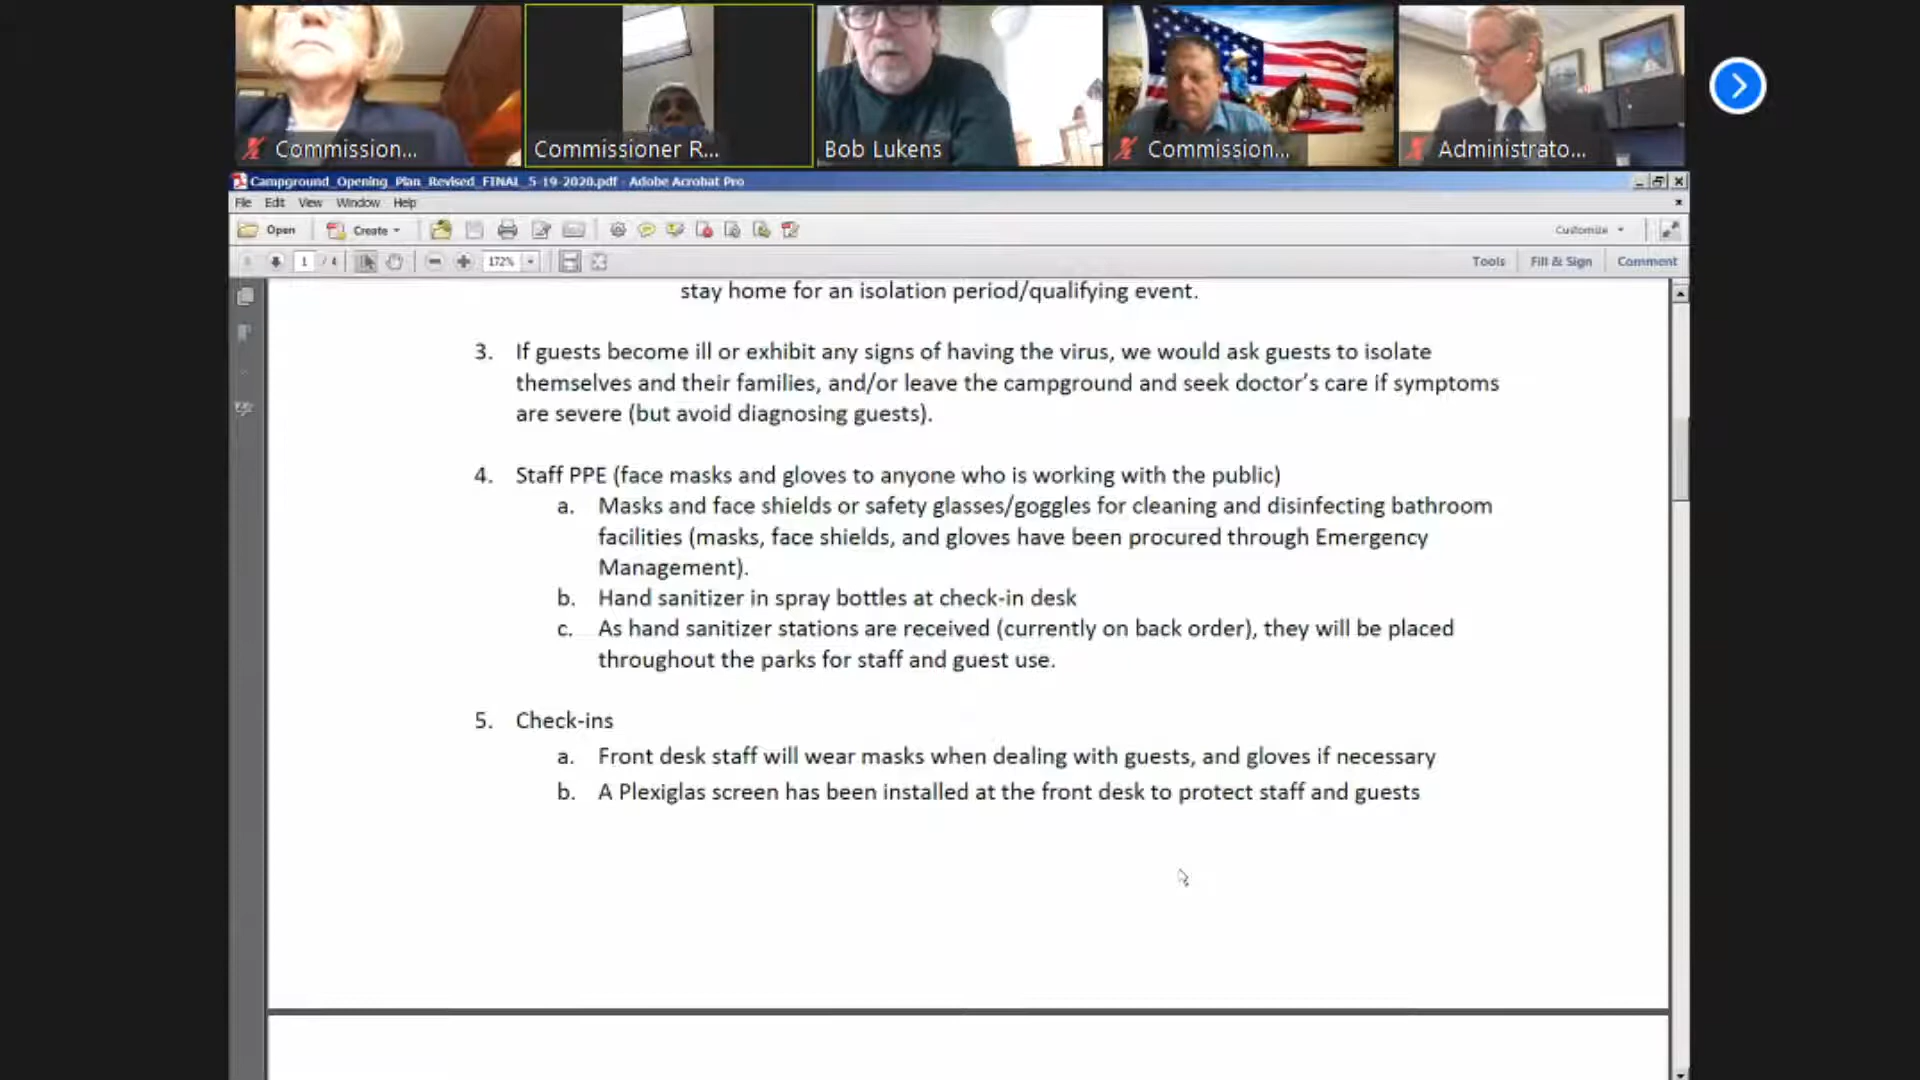 Commission...
Commissioner R...
Bob Lukens
Commission...
Administrato...
Campground_Opening_Plan_Revised_FINAL_5-19-2020.pdf - Adobe Acrobat Pro
File Edit View Window Help
Open Create Customize
1 / 4 172% Tools Fill & Sign Comment
stay home for an isolation period/qualifying event.
3. If guests become ill or exhibit any signs of having the virus, we would ask guests to isolate
themselves and their families, and/or leave the campground and seek doctor’s care if symptoms
are severe (but avoid diagnosing guests).
4. Staff PPE (face masks and gloves to anyone who is working with the public)
a. Masks and face shields or safety glasses/goggles for cleaning and disinfecting bathroom
facilities (masks, face shields, and gloves have been procured through Emergency
Management).
b. Hand sanitizer in spray bottles at check-in desk
c. As hand sanitizer stations are received (currently on back order), they will be placed
throughout the parks for staff and guest use.
5. Check-ins
a. Front desk staff will wear masks when dealing with guests, and gloves if necessary
b. A Plexiglas screen has been installed at the front desk to protect staff and guests